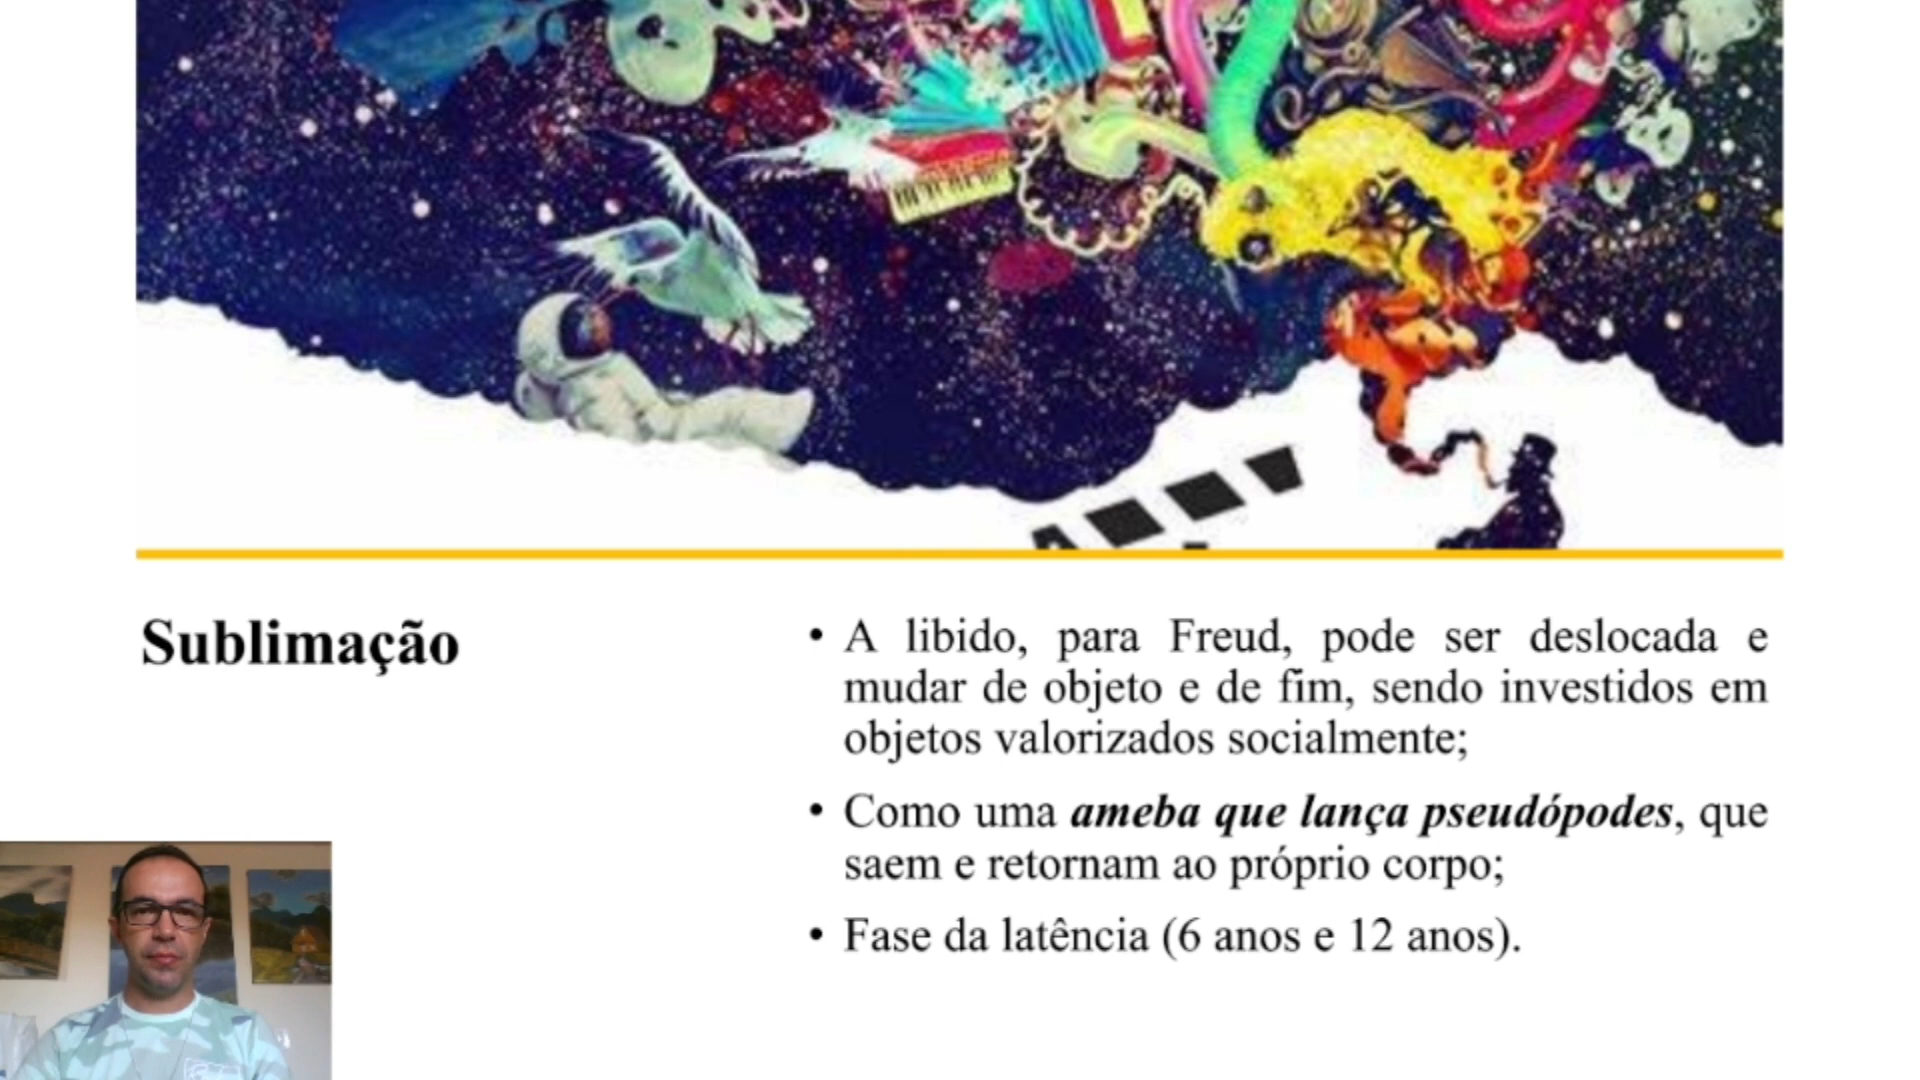 Sublimação
• A libido, para Freud, pode ser deslocada e
mudar de objeto e de fim, sendo investidos em
objetos valorizados socialmente;
• Como uma ameba que lança pseudópodes, que
saem e retornam ao próprio corpo;
• Fase da latência (6 anos e 12 anos).